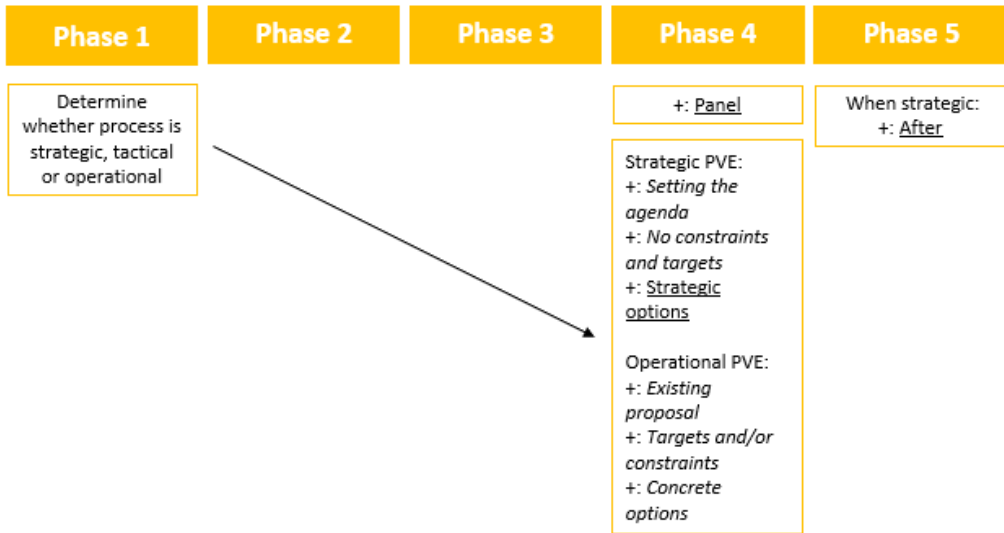 Phase 1
Phase 2
Phase 3
Phase 4
Phase 5
Determine
whether process is
strategic, tactical
or operational
+: Panel
Strategic PVE:
+: Setting the
agenda
+: No constraints
and targets
+: Strategic
options
Operational PVE:
+: Existing
proposal
+: Targets and/or
constraints
+: Concrete
options
When strategic:
+: After